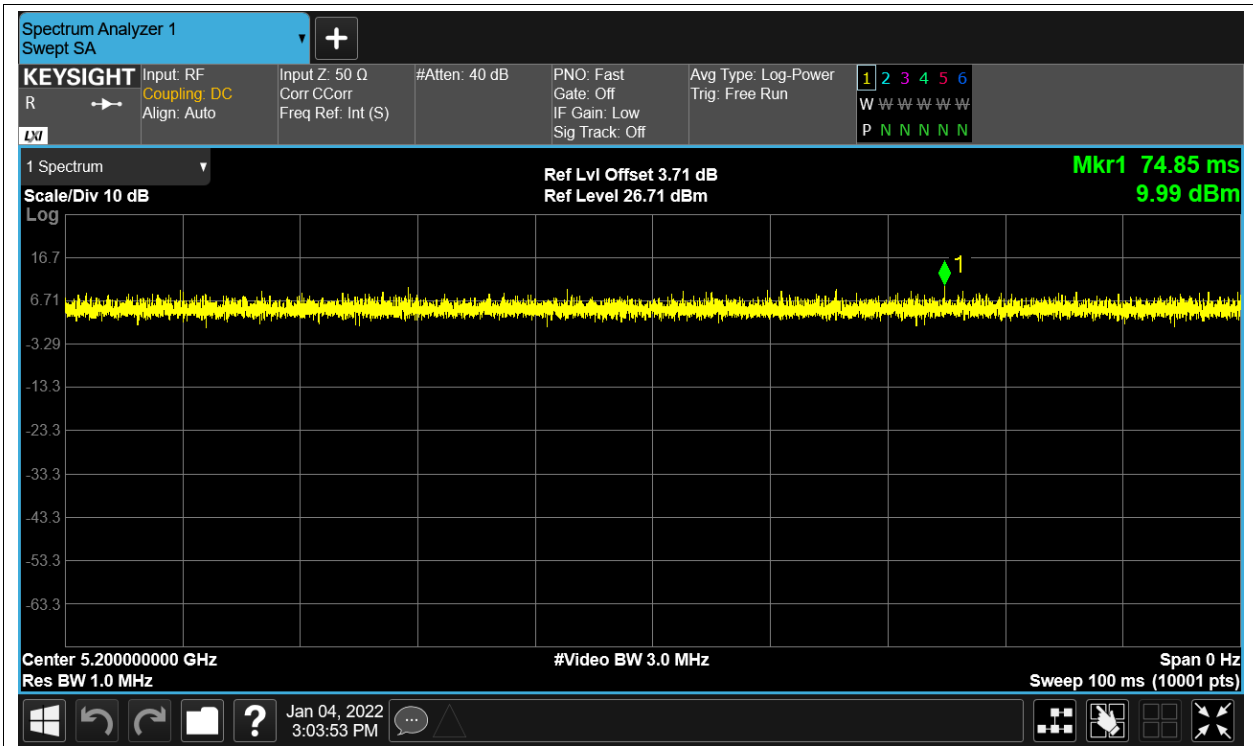 Spectrum Analyzer 1
Swept SA
KEYSIGHT Input: RF Input Z: 50 Ω #Atten: 40 dB PNO: Fast Avg Type: Log-Power 1 2 3 4 5 6
R Coupling: DC Corr CCorr Gate: Off Trig: Free Run W W W W W W
Align: Auto Freq Ref: Int (S) IF Gain: Low
LXI Sig Track: Off P N N N N N
1 Spectrum Ref Lvl Offset 3.71 dB Mkr1 74.85 ms
Scale/Div 10 dB Ref Level 26.71 dBm 9.99 dBm
Log
16.7 1
6.71
-3.29
-13.3
-23.3
-33.3
-43.3
-53.3
-63.3
Center 5.200000000 GHz #Video BW 3.0 MHz Span 0 Hz
Res BW 1.0 MHz Sweep 100 ms (10001 pts)
? Jan 04, 2022
3:03:53 PM